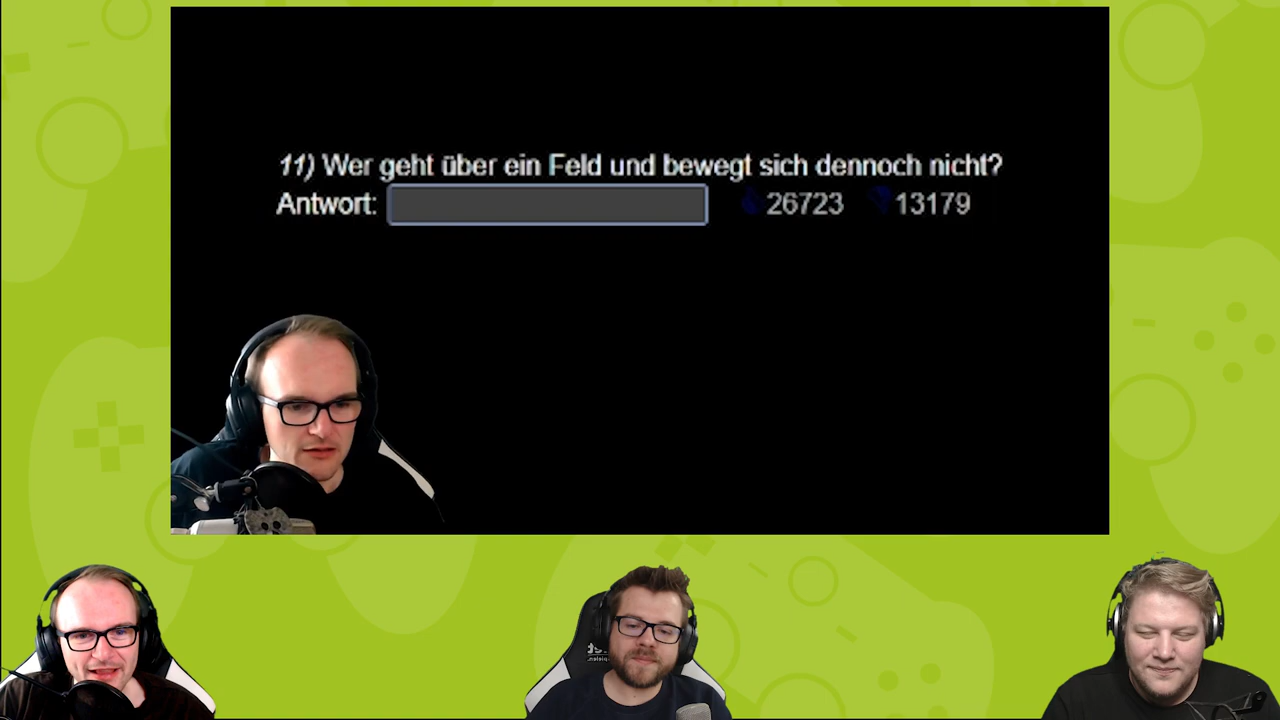 11) Wer geht über ein Feld und bewegt sich dennoch nicht?
Antwort: 26723 13179